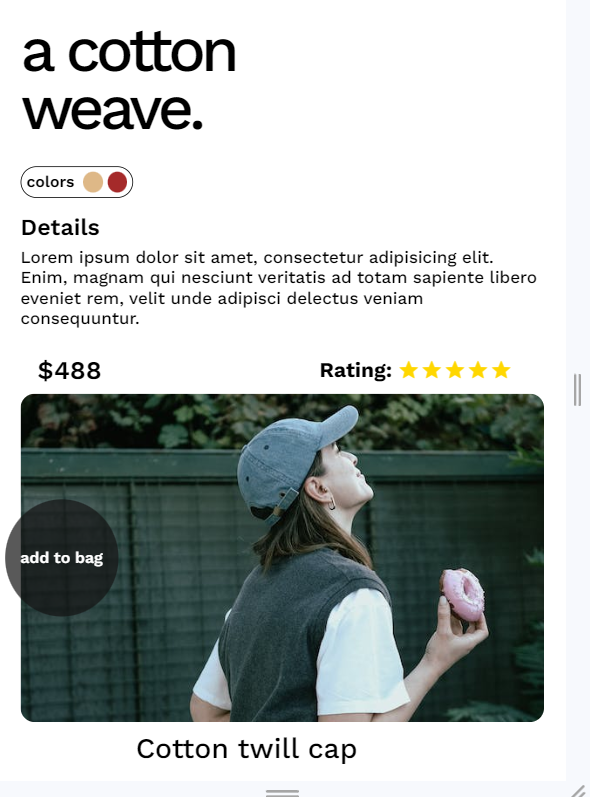 a cotton
weave.
colors
Details
Lorem ipsum dolor sit amet, consectetur adipisicing elit.
Enim, magnam qui nesciunt veritatis ad totam sapiente libero
eveniet rem, velit unde adipisci delectus veniam
consequuntur.
$488
Rating:
add to bag
Cotton twill cap